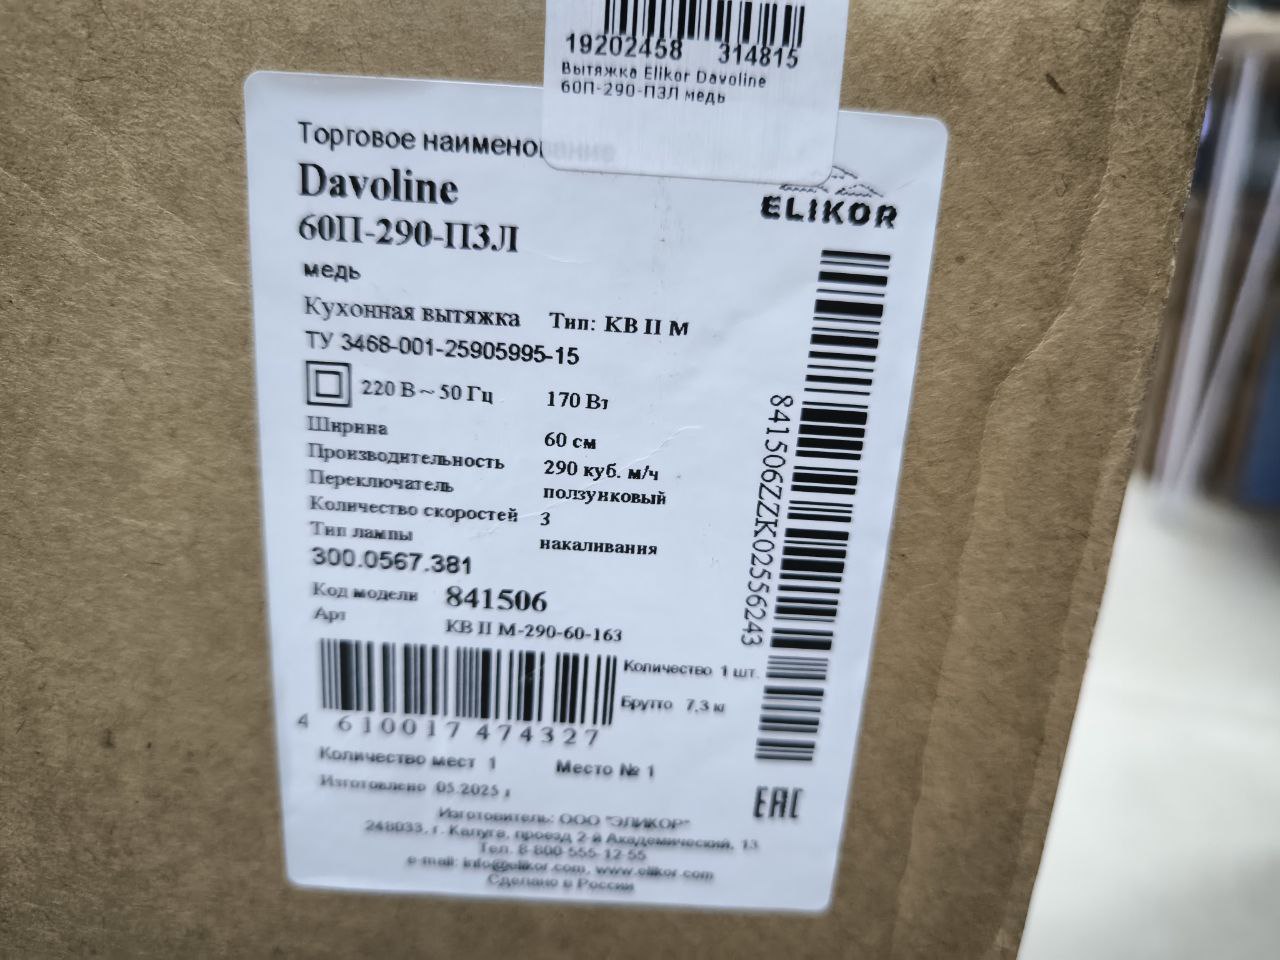 19202458 314815
Вытяжка Elikor Davoline
60П-290-П3Л медь
Торговое
Davoline
60П-290-П3Л
медь
ELIKOR
Кухонная вытяжка Тип: КВ II М
ТУ 3468-001-25905995-15
220 В ~ 50 Гц 170 Вт
Ширина 60 см
Производительность 290 куб. м/ч
Переключатель ползунковый
Количество скоростей 3
Тип лампы накаливания
300.0567.381
Код модели 841506
Арт КВ II М-290-60-163
841506ZZK02556243
Количество 1 шт.
Брутто 7,3 кг
4 610017 474327
Количество мест 1 Место № 1
Изготовлено 05.2025 г
EAC
Изготовитель: ООО "ЭЛИКОР"
248033, г. Калуга, проезд 2-й Академический, 13
Тел. 8-800-555-12-55
e-mail: info@elikor.com, www.elikor.com
Сделано в России